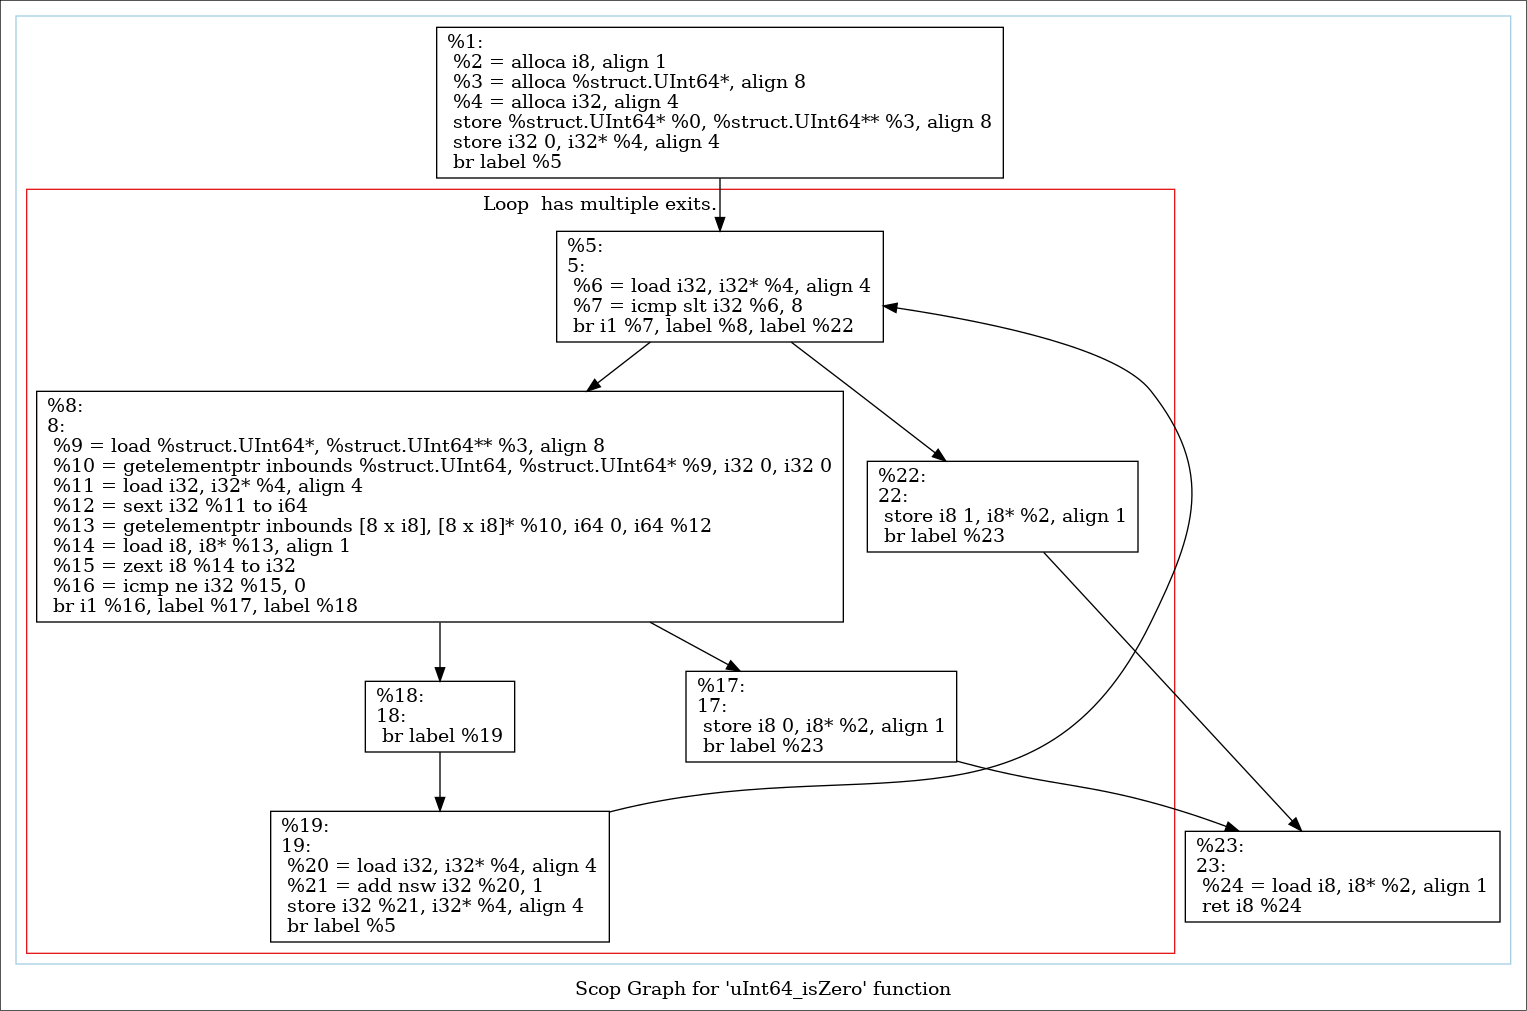 %1:
%2 = alloca i8, align 1
%3 = alloca %struct.UInt64*, align 8
%4 = alloca i32, align 4
store %struct.UInt64* %0, %struct.UInt64** %3, align 8
store i32 0, i32* %4, align 4
br label %5
Loop  has multiple exits.
%5:
5:
%6 = load i32, i32* %4, align 4
%7 = icmp slt i32 %6, 8
br i1 %7, label %8, label %22
%8:
8:
%9 = load %struct.UInt64*, %struct.UInt64** %3, align 8
%10 = getelementptr inbounds %struct.UInt64, %struct.UInt64* %9, i32 0, i32 0
%11 = load i32, i32* %4, align 4
%12 = sext i32 %11 to i64
%13 = getelementptr inbounds [8 x i8], [8 x i8]* %10, i64 0, i64 %12
%14 = load i8, i8* %13, align 1
%15 = zext i8 %14 to i32
%16 = icmp ne i32 %15, 0
br i1 %16, label %17, label %18
%22:
22:
store i8 1, i8* %2, align 1
br label %23
%18:
18:
br label %19
%17:
17:
store i8 0, i8* %2, align 1
br label %23
%19:
19:
%20 = load i32, i32* %4, align 4
%21 = add nsw i32 %20, 1
store i32 %21, i32* %4, align 4
br label %5
%23:
23:
%24 = load i8, i8* %2, align 1
ret i8 %24
Scop Graph for 'uInt64_isZero' function